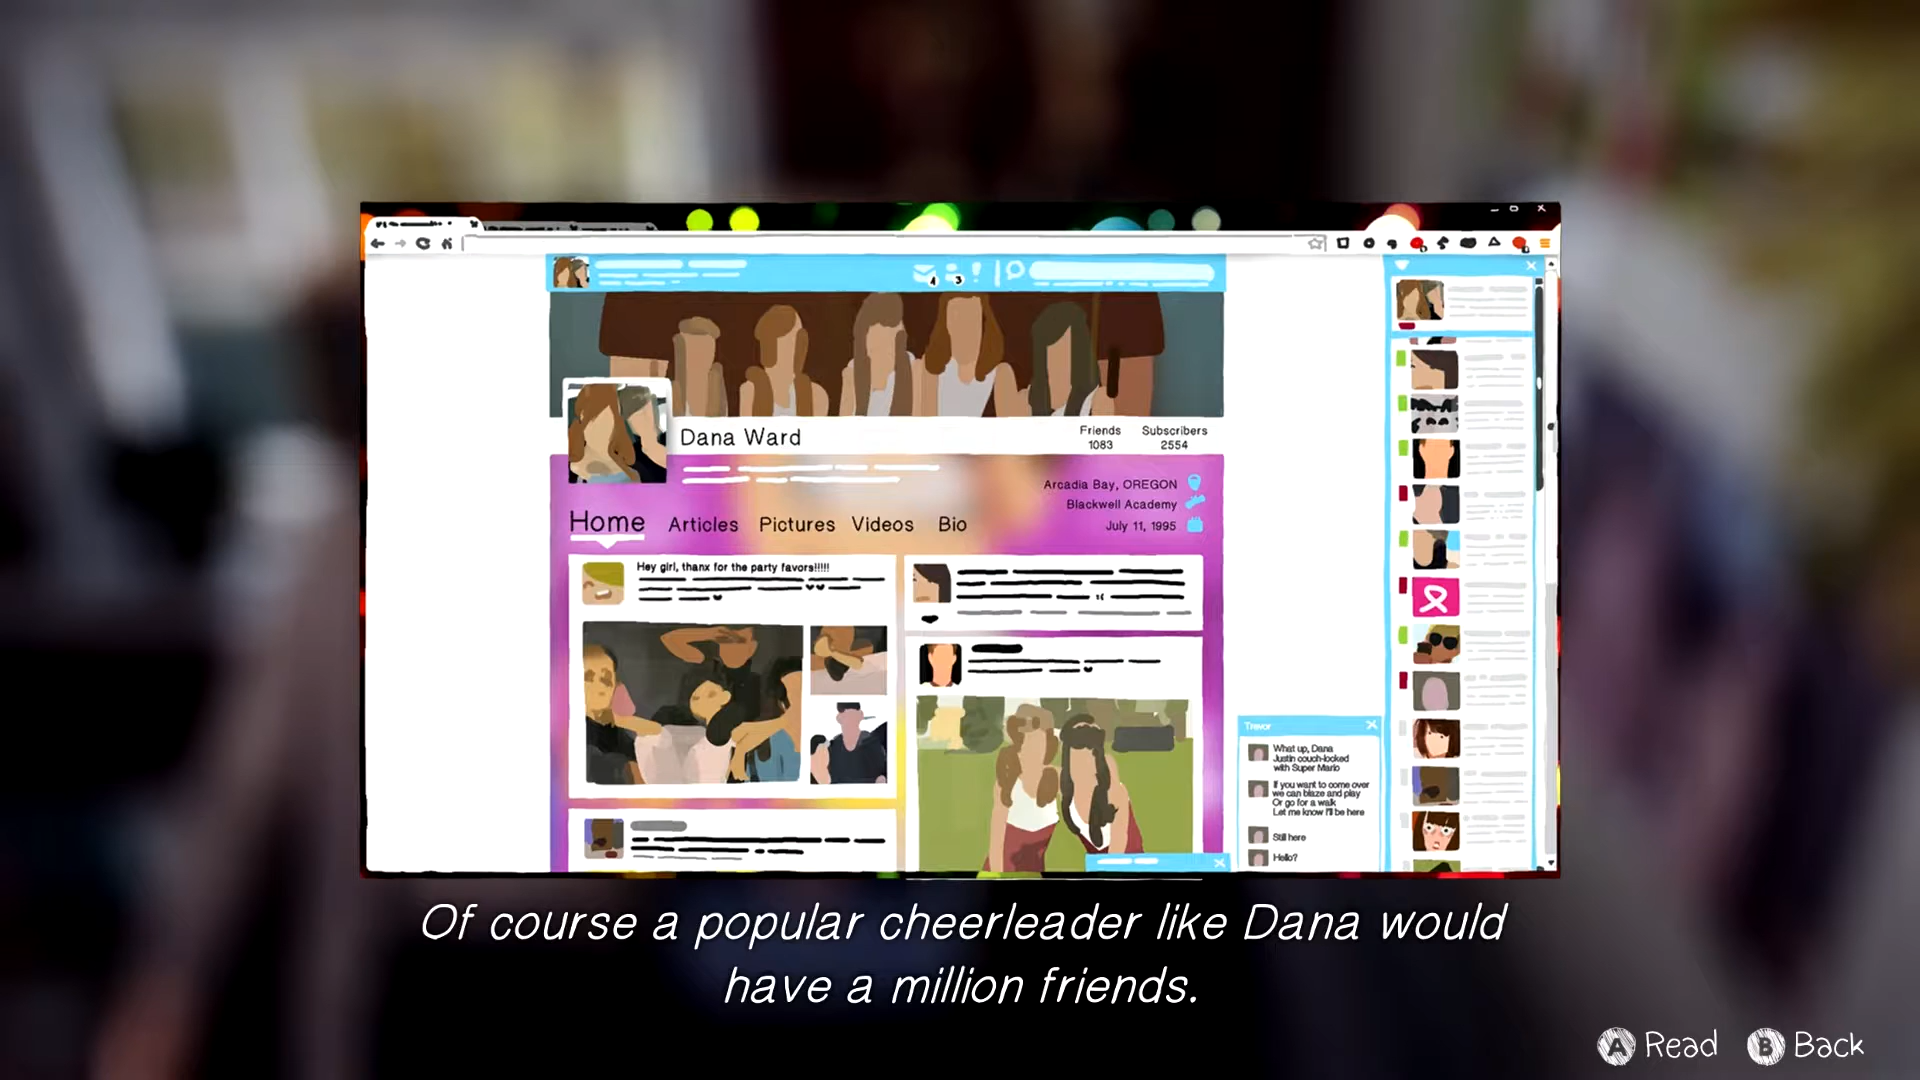 4
3
Dana Ward
Friends
1083
Subscribers
2554
Arcadia Bay, OREGON
Blackwell Academy
July 11, 1995
Home Articles Pictures Videos Bio
Hey girl, thanx for the party favors!!!!!
:(
Trevor
What up, Dana
Justin couch-locked
with Super Mario
If you want to come over
we can blaze and play
Or go for a walk
Let me know I'll be here
Still here
Hello?
Of course a popular cheerleader like Dana would
have a million friends.
A Read B Back